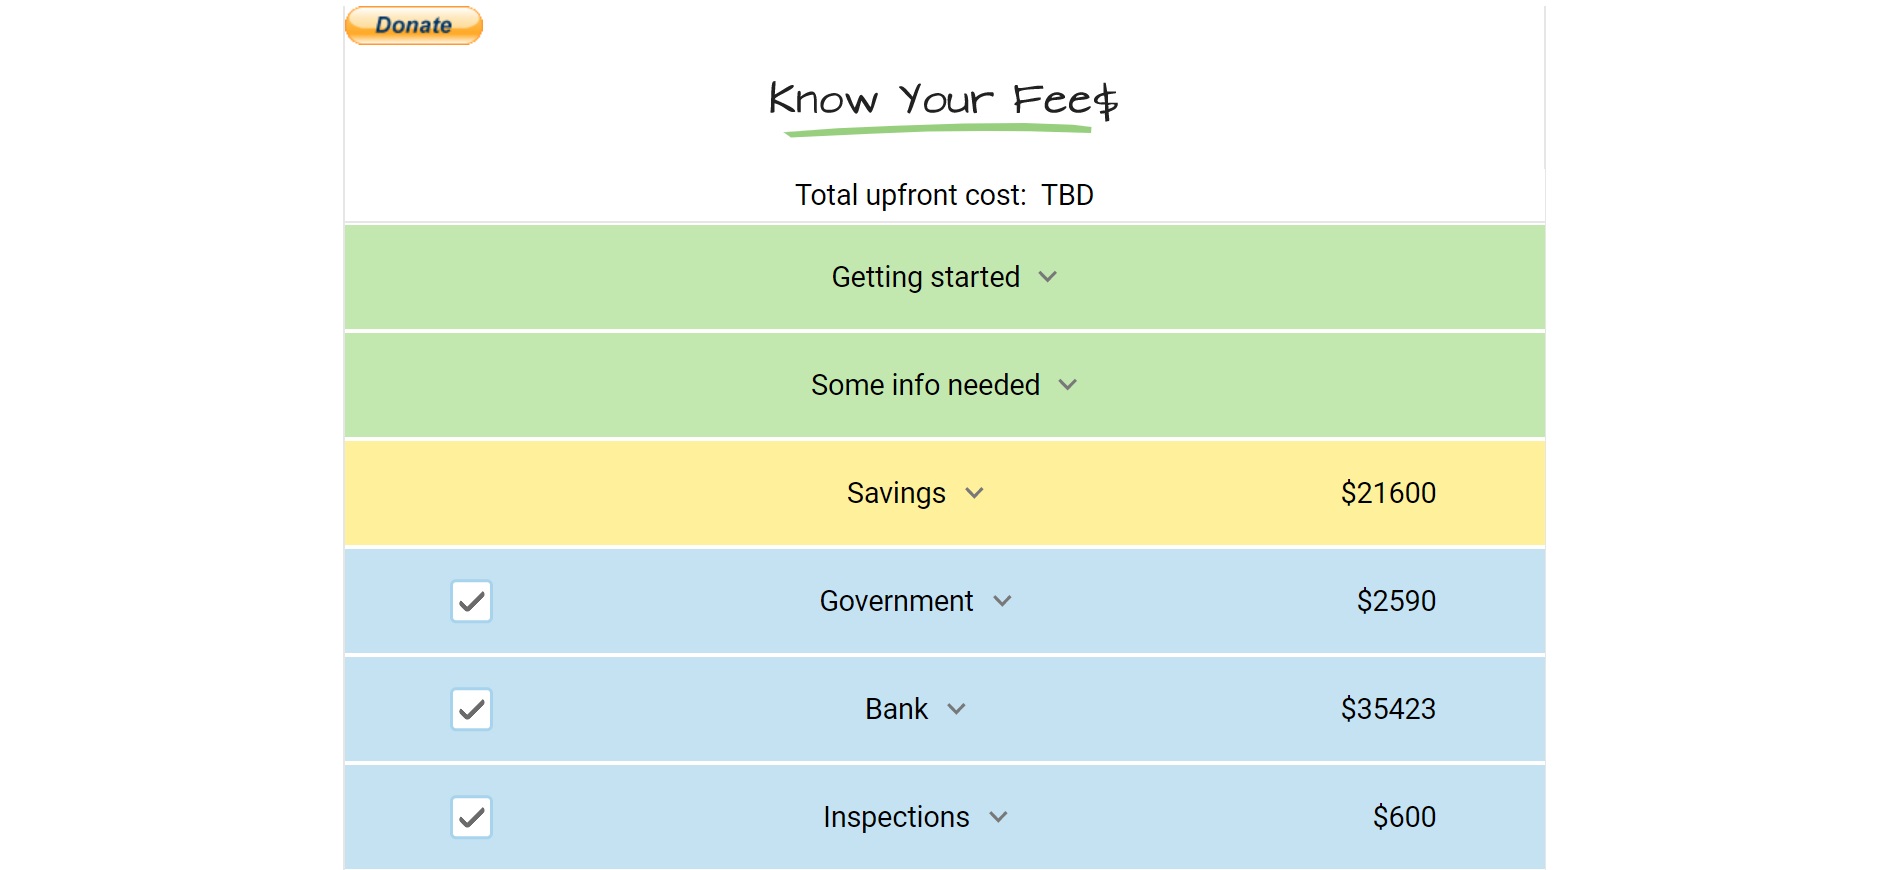 Donate
Know Your Fee$
Total upfront cost: TBD
Getting started
Some info needed
Savings $21600
Government $2590
Bank $35423
Inspections $600